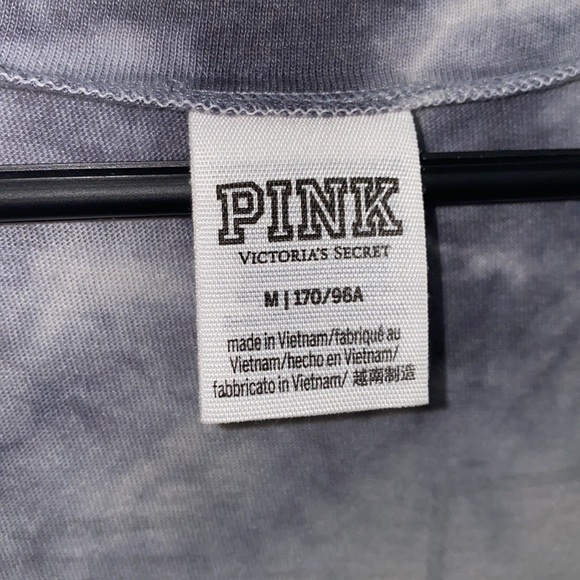 PINK
VICTORIA'S SECRET
M | 170/96A
made in Vietnam/fabriqué au
Vietnam/hecho en Vietnam/
fabbricato in Vietnam/ 越南制造